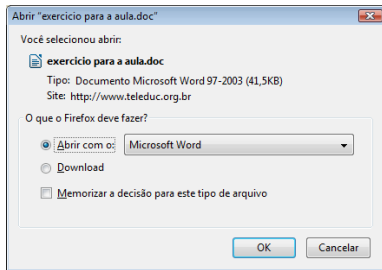 Abrir "exercicio para a aula.doc"
Você selecionou abrir:
exercicio para a aula.doc
Tipo: Documento Microsoft Word 97-2003 (41,5KB)
Site: http://www.teleduc.org.br
O que o Firefox deve fazer?
Abrir com o: Microsoft Word
Download
Memorizar a decisão para este tipo de arquivo
OK Cancelar